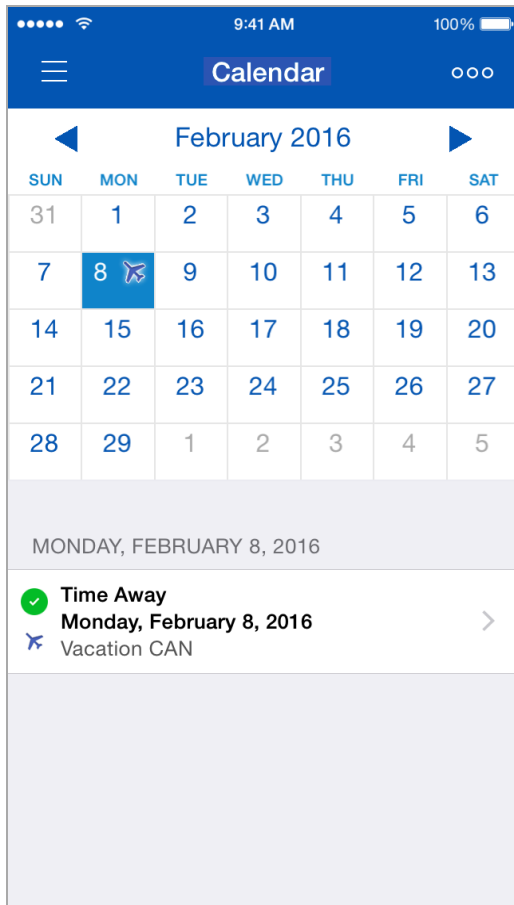 9:41 AM 100%
Calendar
February 2016
SUN MON TUE WED THU FRI SAT
31 1 2 3 4 5 6
7 8 9 10 11 12 13
14 15 16 17 18 19 20
21 22 23 24 25 26 27
28 29 1 2 3 4 5
MONDAY, FEBRUARY 8, 2016
Time Away
Monday, February 8, 2016
Vacation CAN